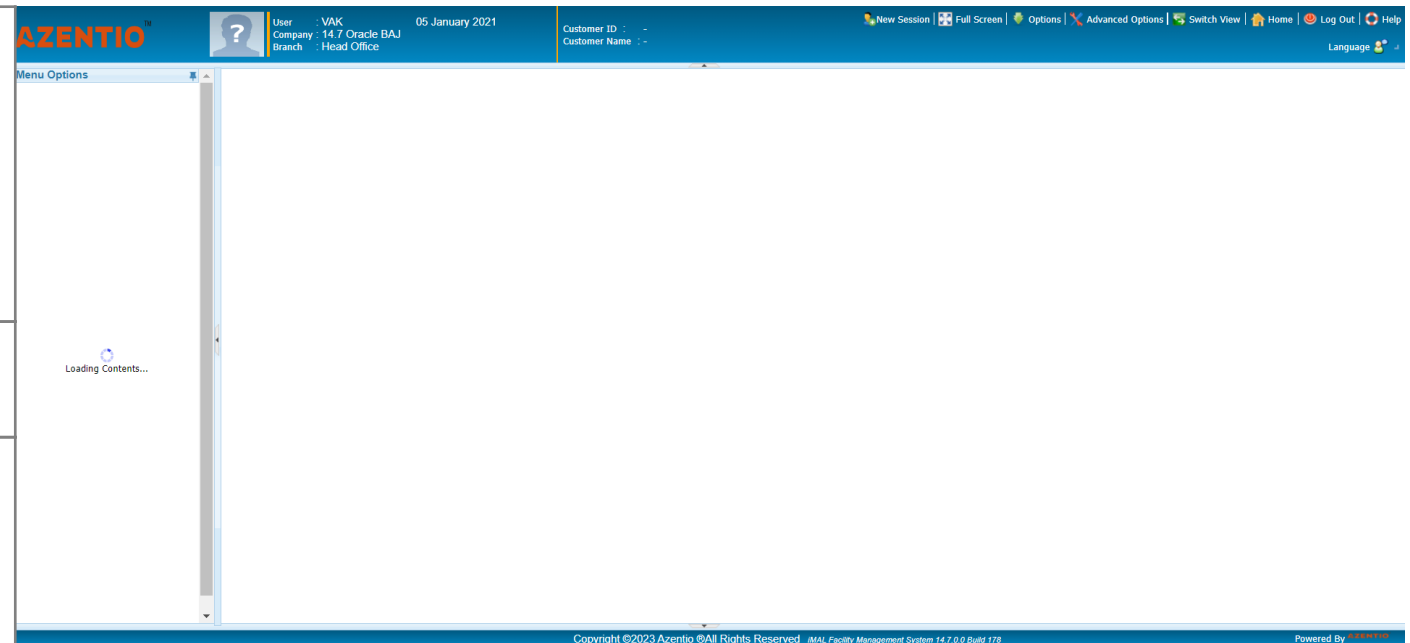 AZENTIO™
User : VAK 05 January 2021
Company : 14.7 Oracle BAJ
Branch : Head Office
Customer ID : -
Customer Name : -
New Session | Full Screen | Options | Advanced Options | Switch View | Home | Log Out | Help
Language
Menu Options
?
Loading Contents...
Copyright ©2023 Azentio ®All Rights Reserved iMAL Facility Management System 14.7.0.0 Build 178
Powered By AZENTIO